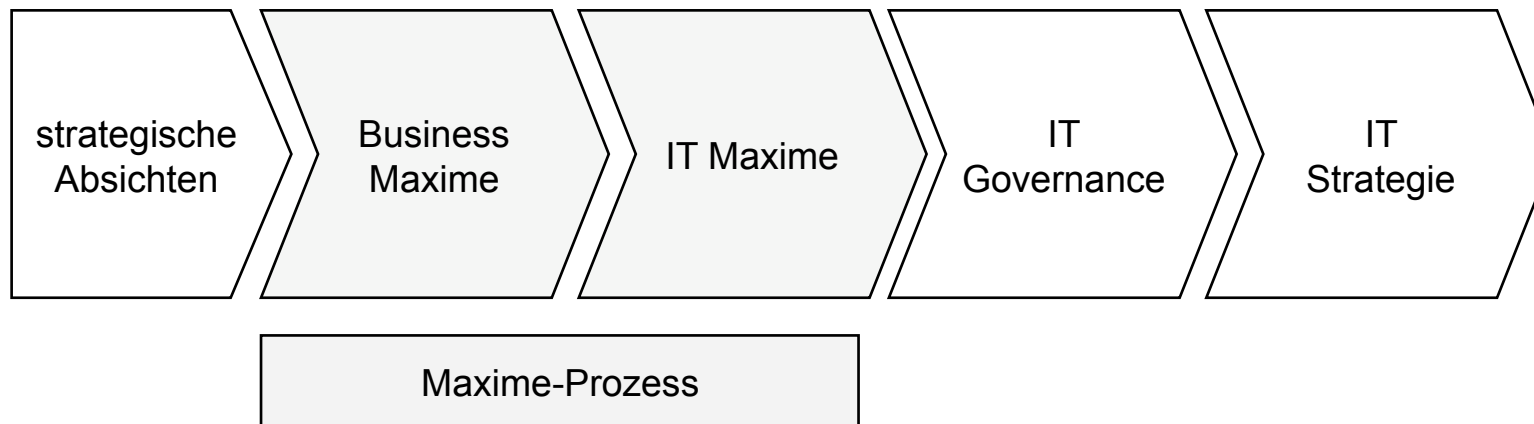 strategische
Absichten
Business
Maxime
IT Maxime
IT
Governance
IT
Strategie
Maxime-Prozess